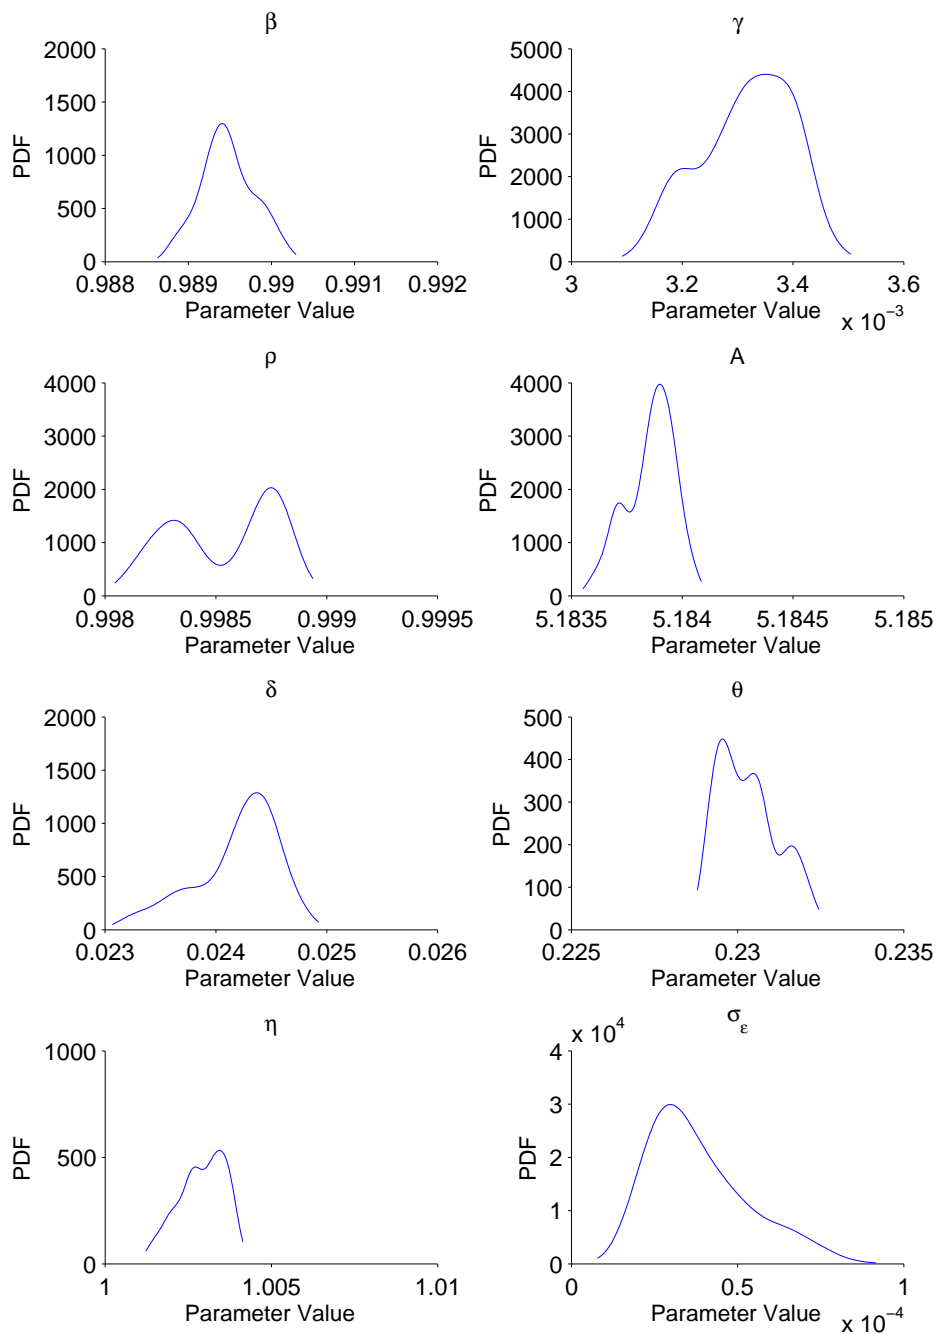 β
2000
1500
1000
500
0
PDF
0.988 0.989 0.99 0.991 0.992
Parameter Value
γ
5000
4000
3000
2000
1000
0
PDF
3 3.2 3.4 3.6
Parameter Value x 10⁻³
ρ
4000
3000
2000
1000
0
PDF
0.998 0.9985 0.999 0.9995
Parameter Value
A
4000
3000
2000
1000
0
PDF
5.1835 5.184 5.1845 5.185
Parameter Value
δ
2000
1500
1000
500
0
PDF
0.023 0.024 0.025 0.026
Parameter Value
θ
500
400
300
200
100
0
PDF
0.225 0.23 0.235
Parameter Value
η
1000
500
0
PDF
1 1.005 1.01
Parameter Value
σ_ε
x 10⁴
4
3
2
1
0
PDF
0 0.5 1
Parameter Value x 10⁻⁴